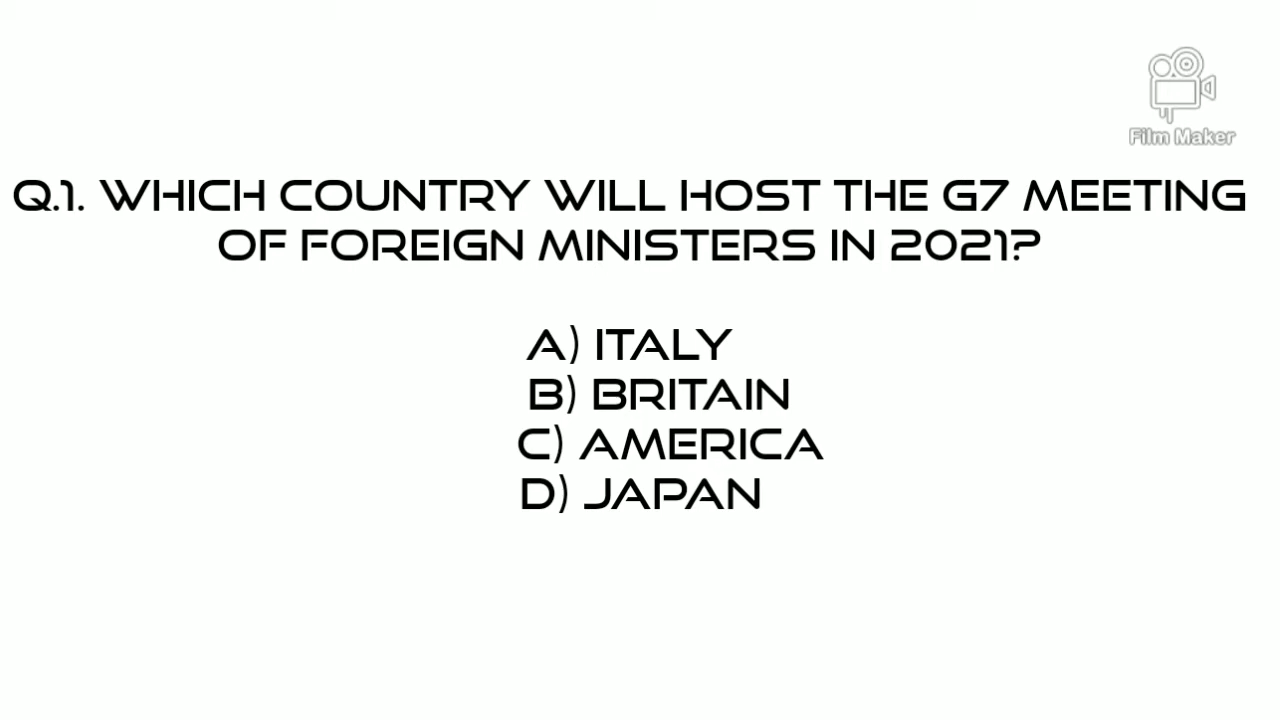 Film Maker
Q.1. WHICH COUNTRY WILL HOST THE G7 MEETING
OF FOREIGN MINISTERS IN 2021?
A) ITALY
B) BRITAIN
C) AMERICA
D) JAPAN